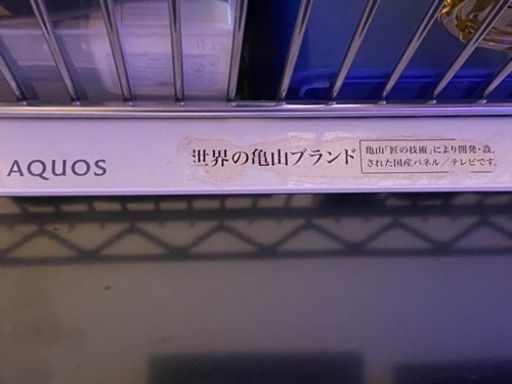 AQUOS
世界の亀山ブランド
亀山「匠の技術」により開発・設
された国産パネル／テレビです。